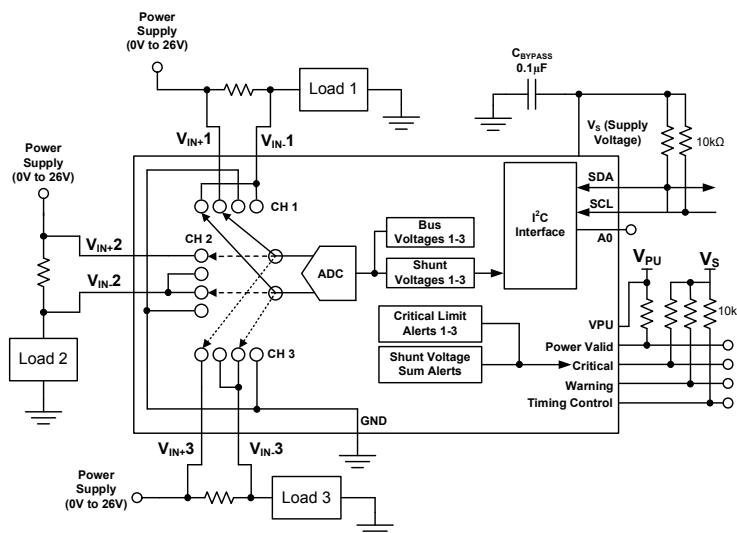 Power
Supply
(0V to 26V)
Load 1
CBYPASS
0.1µF
VS (Supply
Voltage)
10kΩ
VIN+1
VIN-1
Power
Supply
(0V to 26V)
CH 1
SDA
SCL
A0
I2C
Interface
VIN+2
CH 2
Bus
Voltages 1-3
ADC
Shunt
Voltages 1-3
VPU
VS
VIN-2
10k
Critical Limit
Alerts 1-3
VPU
Power Valid
Load 2
CH 3
Shunt Voltage
Sum Alerts
Critical
Warning
Timing Control
GND
VIN+3
VIN-3
Power
Supply
(0V to 26V)
Load 3